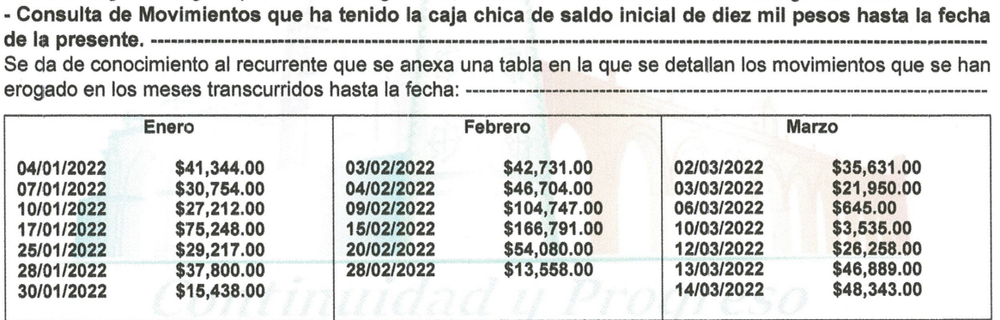 - Consulta de Movimientos que ha tenido la caja chica de saldo inicial de diez mil pesos hasta la fecha
de la presente. ------------------------------------------------------------------------------------------------------------------------
Se da de conocimiento al recurrente que se anexa una tabla en la que se detallan los movimientos que se han
erogado en los meses transcurridos hasta la fecha: ---------------------------------------------------------------------------
Enero Febrero Marzo
04/01/2022 $41,344.00 03/02/2022 $42,731.00 02/03/2022 $35,631.00
07/01/2022 $30,754.00 04/02/2022 $46,704.00 03/03/2022 $21,950.00
10/01/2022 $27,212.00 09/02/2022 $104,747.00 06/03/2022 $645.00
17/01/2022 $75,248.00 15/02/2022 $166,791.00 10/03/2022 $3,535.00
25/01/2022 $29,217.00 20/02/2022 $54,080.00 12/03/2022 $26,258.00
28/01/2022 $37,800.00 28/02/2022 $13,558.00 13/03/2022 $46,889.00
30/01/2022 $15,438.00 14/03/2022 $48,343.00
Continuidad y Progreso